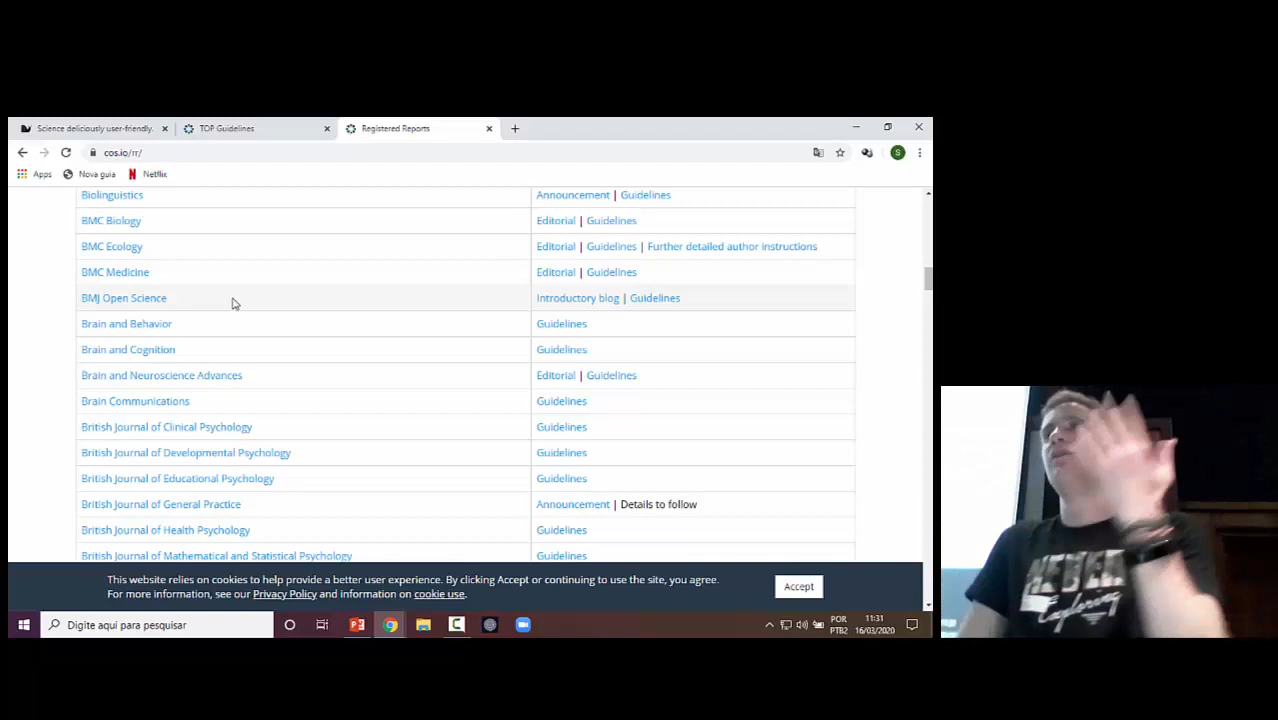 Science deliciously user-friendly.
TOP Guidelines
Registered Reports
cos.io/rr/
S
Apps
Nova guia
Netflix
Biolinguistics Announcement | Guidelines
BMC Biology Editorial | Guidelines
BMC Ecology Editorial | Guidelines | Further detailed author instructions
BMC Medicine Editorial | Guidelines
BMJ Open Science Introductory blog | Guidelines
Brain and Behavior Guidelines
Brain and Cognition Guidelines
Brain and Neuroscience Advances Editorial | Guidelines
Brain Communications Guidelines
British Journal of Clinical Psychology Guidelines
British Journal of Developmental Psychology Guidelines
British Journal of Educational Psychology Guidelines
British Journal of General Practice Announcement | Details to follow
British Journal of Health Psychology Guidelines
British Journal of Mathematical and Statistical Psychology Guidelines
This website relies on cookies to help provide a better user experience. By clicking Accept or continuing to use the site, you agree.
For more information, see our Privacy Policy and information on cookie use.
Accept
Digite aqui para pesquisar
POR
PTB2
11:31
16/03/2020
Exploring